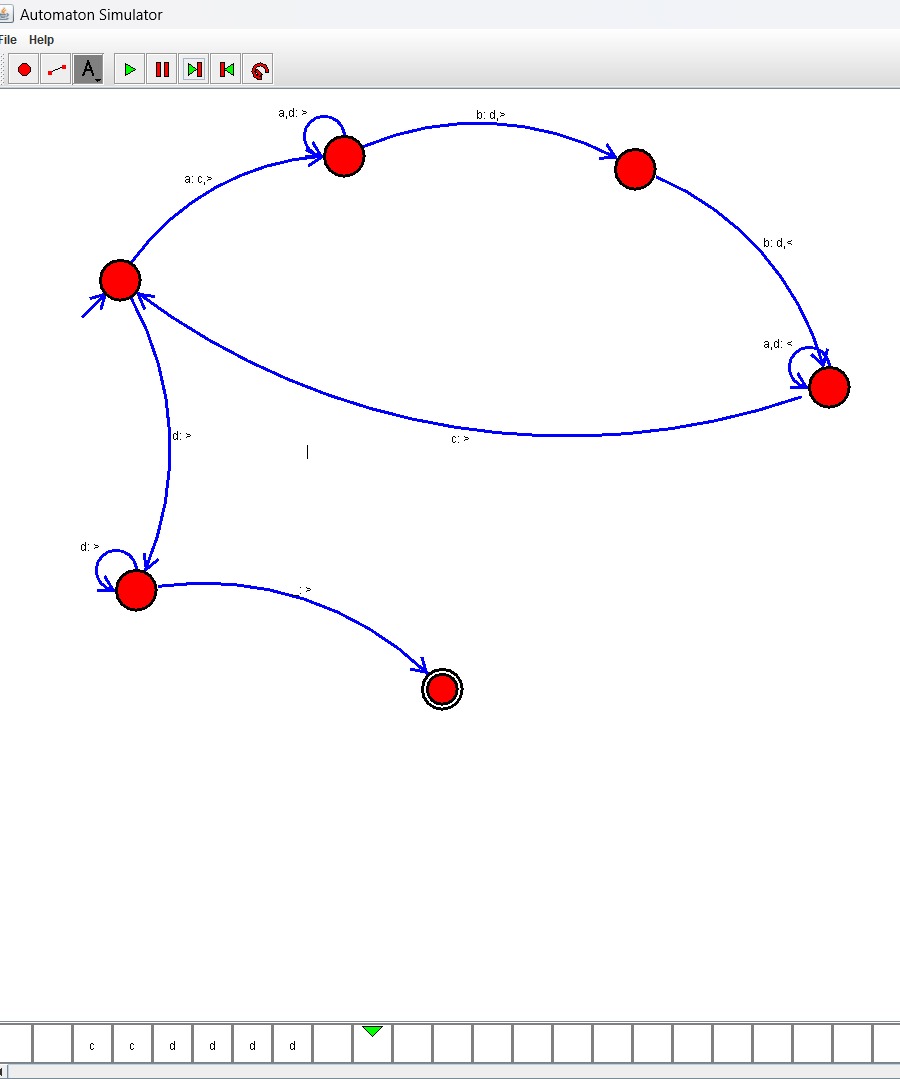 Automaton Simulator
File Help
A
a,d: >
b: d,>
a: c,>
b: d,<
a,d: <
d: >
c: >
d: >
: >
c c d d d d